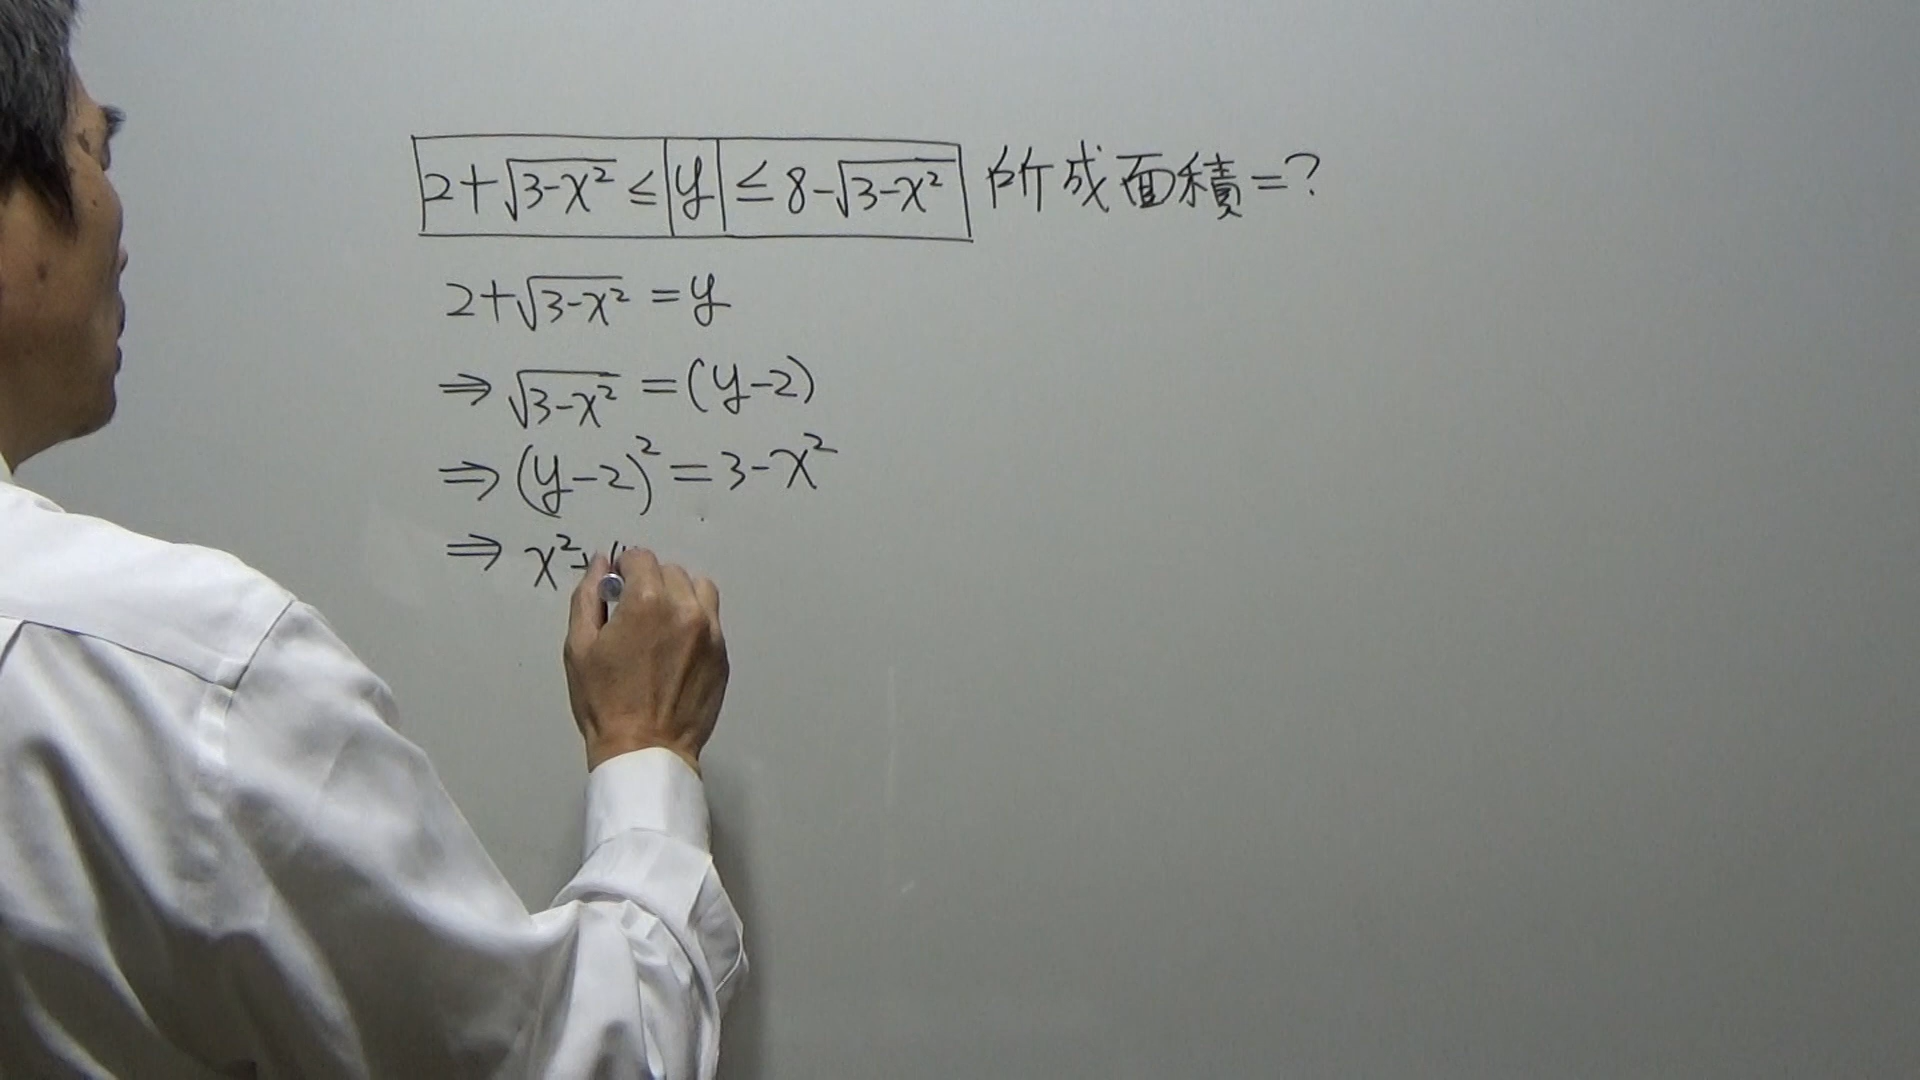 2+√(3-x²) ≤ y ≤ 8-√(3-x²) 所成面積=?
2+√(3-x²) = y
⇒ √(3-x²) = (y-2)
⇒ (y-2)² = 3-x²
⇒ x²+(